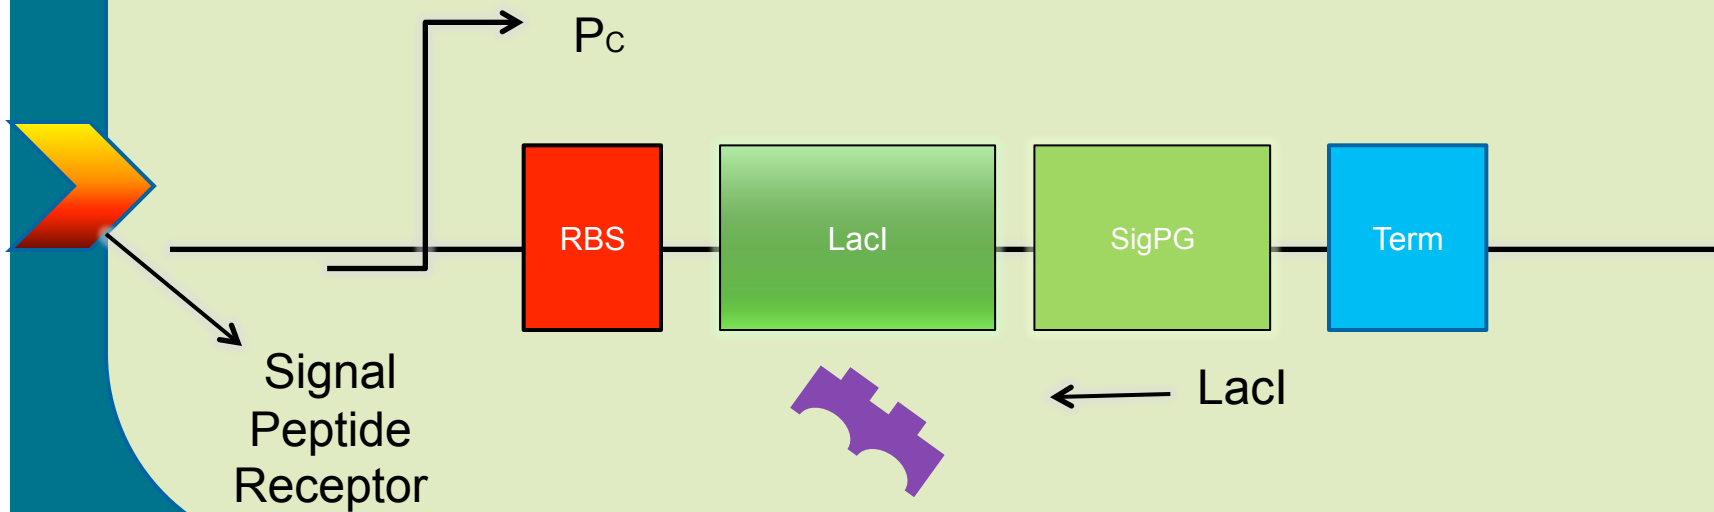 Pc
RBS
LacI
SigPG
Term
Signal
Peptide
Receptor
LacI